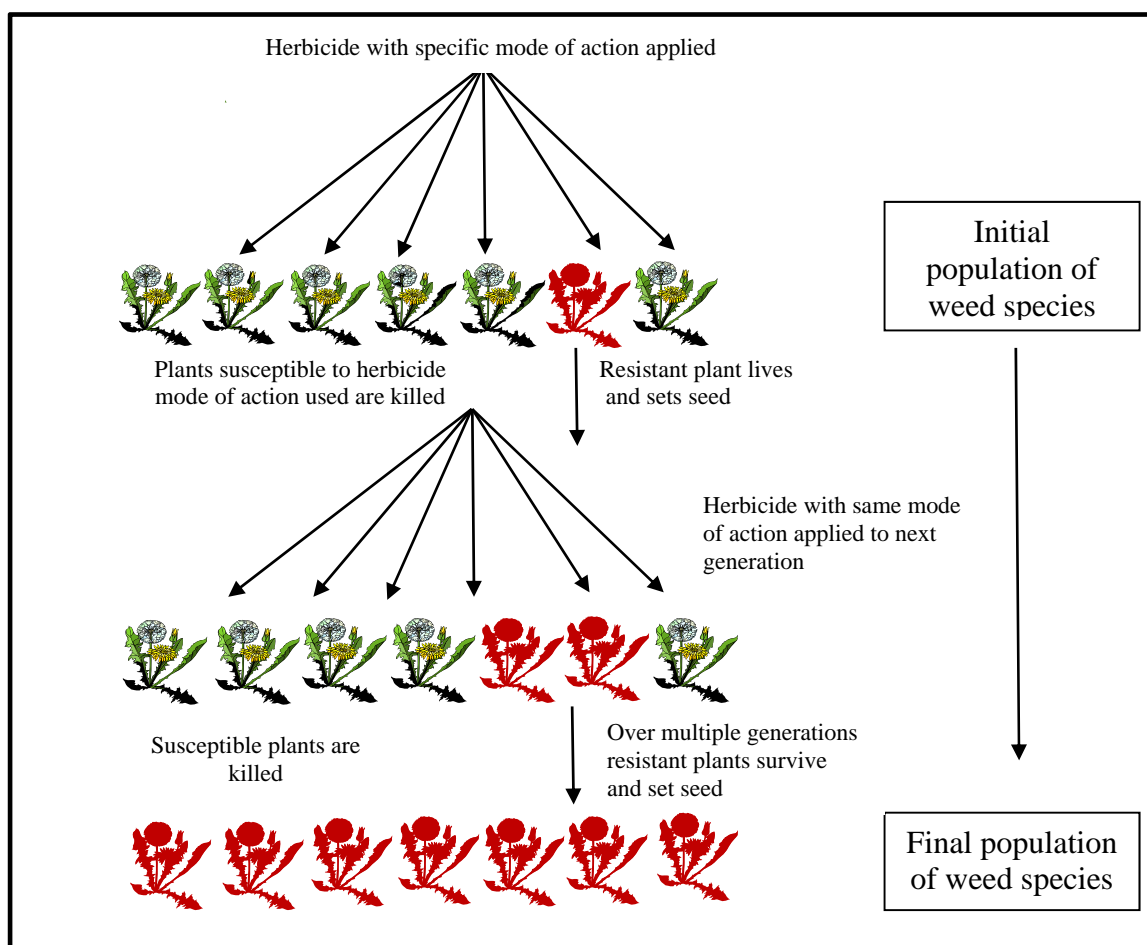 Herbicide with specific mode of action applied
Initial
population of
weed species
Plants susceptible to herbicide
mode of action used are killed
Resistant plant lives
and sets seed
Herbicide with same mode
of action applied to next
generation
Susceptible plants are
killed
Over multiple generations
resistant plants survive
and set seed
Final population
of weed species